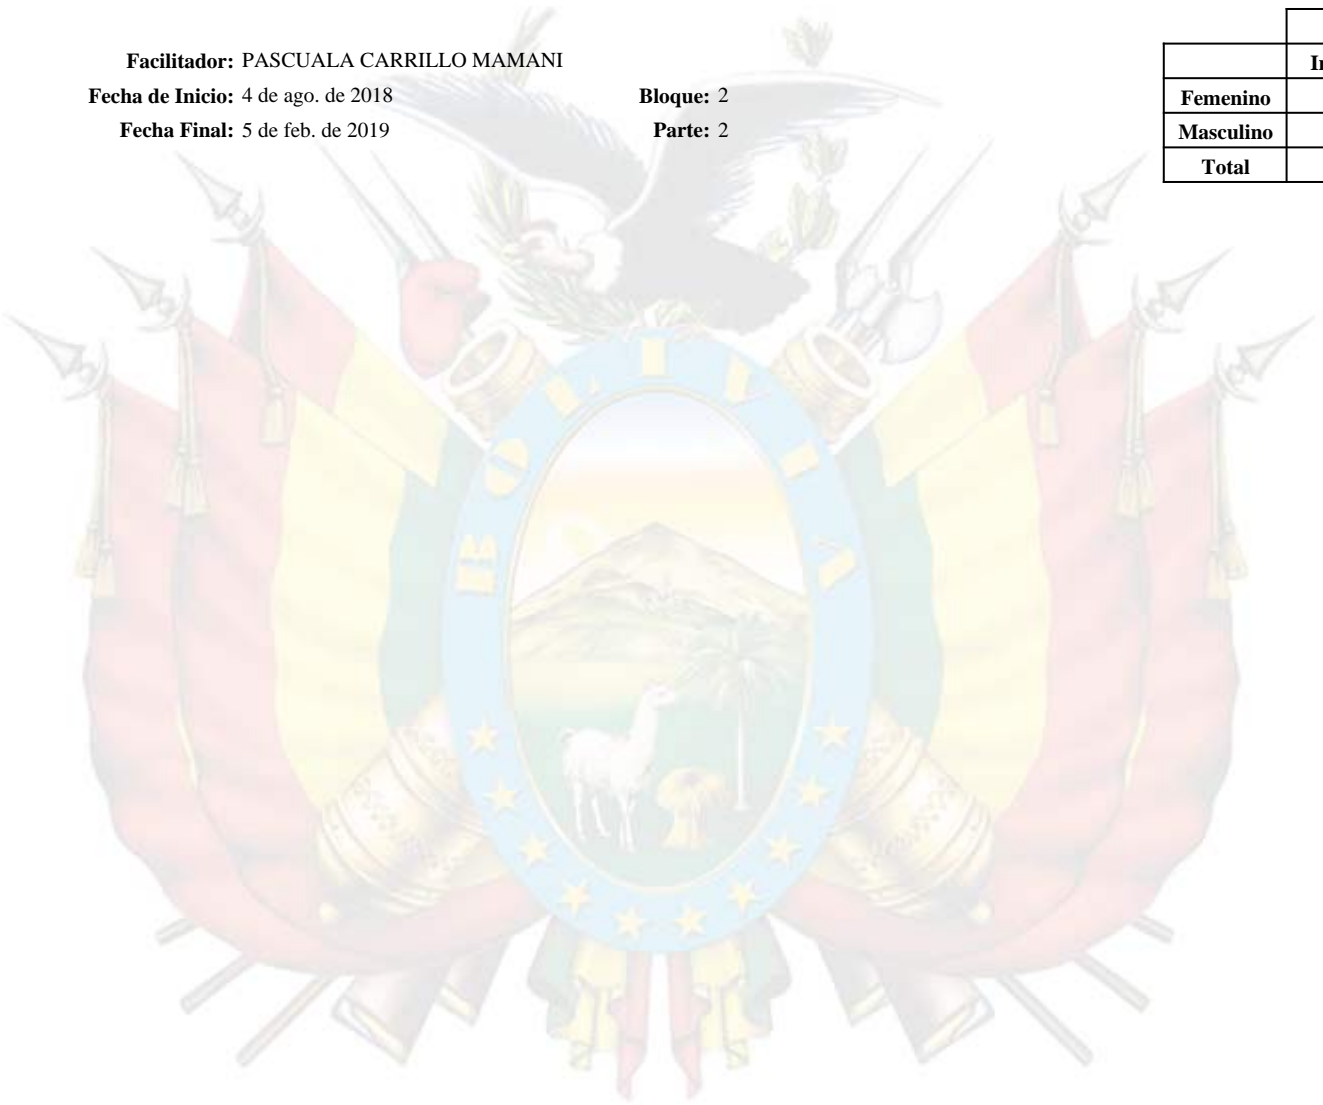 Facilitador: PASCUALA CARRILLO MAMANI
Fecha de Inicio: 4 de ago. de 2018 Bloque: 2
Fecha Final: 5 de feb. de 2019 Parte: 2
Femenino
Masculino
Total
BOLIVIA